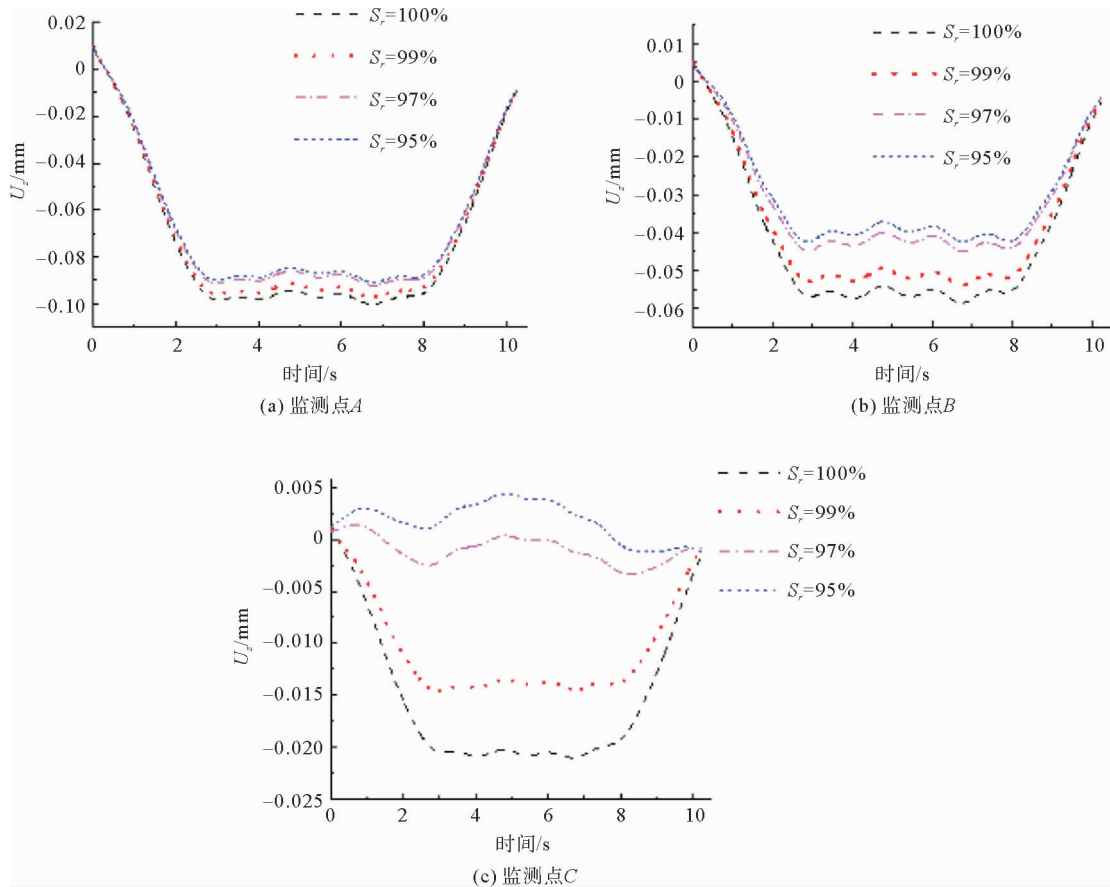 0.02
0
−0.02
−0.04
−0.06
−0.08
−0.10
U_z/mm
S_r=100%
S_r=99%
S_r=97%
S_r=95%
0 2 4 6 8 10
时间/s
(a) 监测点A
0.01
0
−0.01
−0.02
−0.03
−0.04
−0.05
−0.06
U_z/mm
S_r=100%
S_r=99%
S_r=97%
S_r=95%
0 2 4 6 8 10
时间/s
(b) 监测点B
0.005
0
−0.005
−0.010
−0.015
−0.020
−0.025
U_z/mm
S_r=100%
S_r=99%
S_r=97%
S_r=95%
0 2 4 6 8 10
时间/s
(c) 监测点C